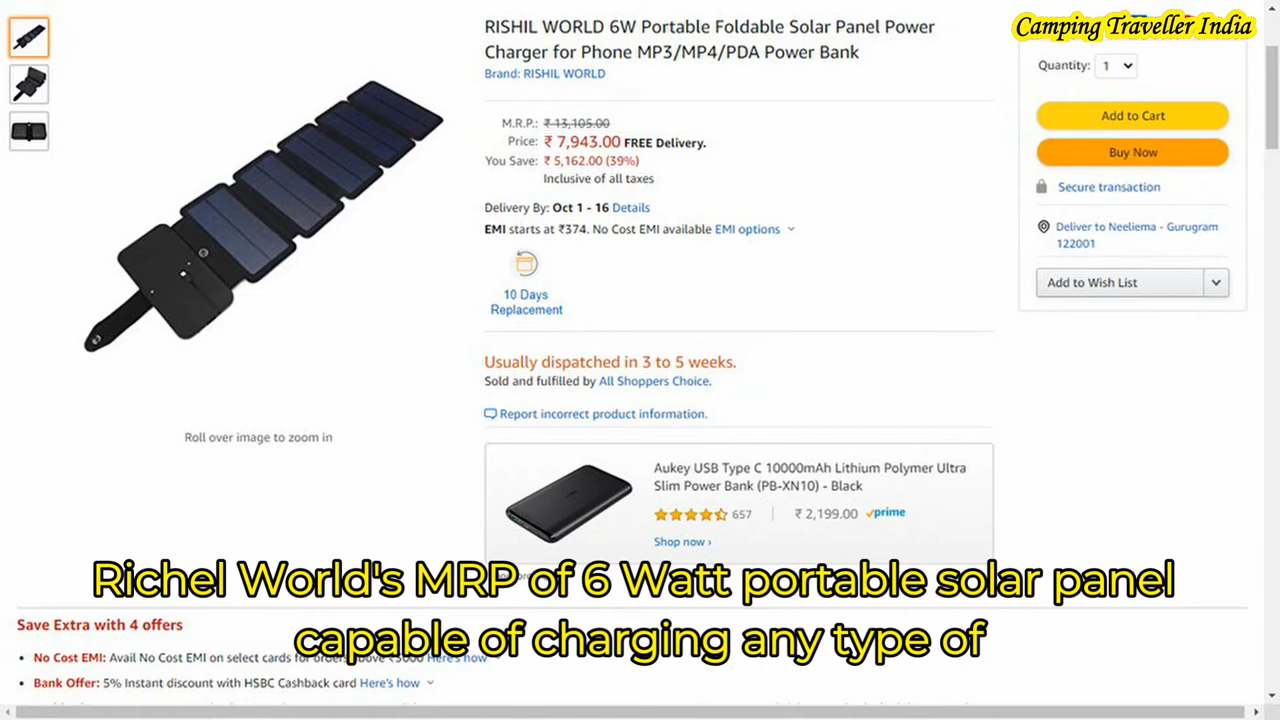 RISHIL WORLD 6W Portable Foldable Solar Panel Power
Charger for Phone MP3/MP4/PDA Power Bank
Brand: RISHIL WORLD
Camping Traveller India
Quantity: 1
Add to Cart
Buy Now
Secure transaction
Deliver to Neeliema - Gurugram
122001
Add to Wish List
M.R.P.: ₹ 13,105.00
Price: ₹ 7,943.00 FREE Delivery.
You Save: ₹ 5,162.00 (39%)
Inclusive of all taxes
Delivery By: Oct 1 - 16 Details
EMI starts at ₹374. No Cost EMI available EMI options
10 Days
Replacement
Usually dispatched in 3 to 5 weeks.
Sold and fulfilled by All Shoppers Choice.
Report incorrect product information.
Roll over image to zoom in
Aukey USB Type C 10000mAh Lithium Polymer Ultra
Slim Power Bank (PB-XN10) - Black
657 | ₹ 2,199.00 prime
Shop now ›
Richel World's MRP of 6 Watt portable solar panel
capable of charging any type of
Save Extra with 4 offers
No Cost EMI: Avail No Cost EMI on select cards for orders above ₹3000 Here's how
Bank Offer: 5% Instant discount with HSBC Cashback card Here's how